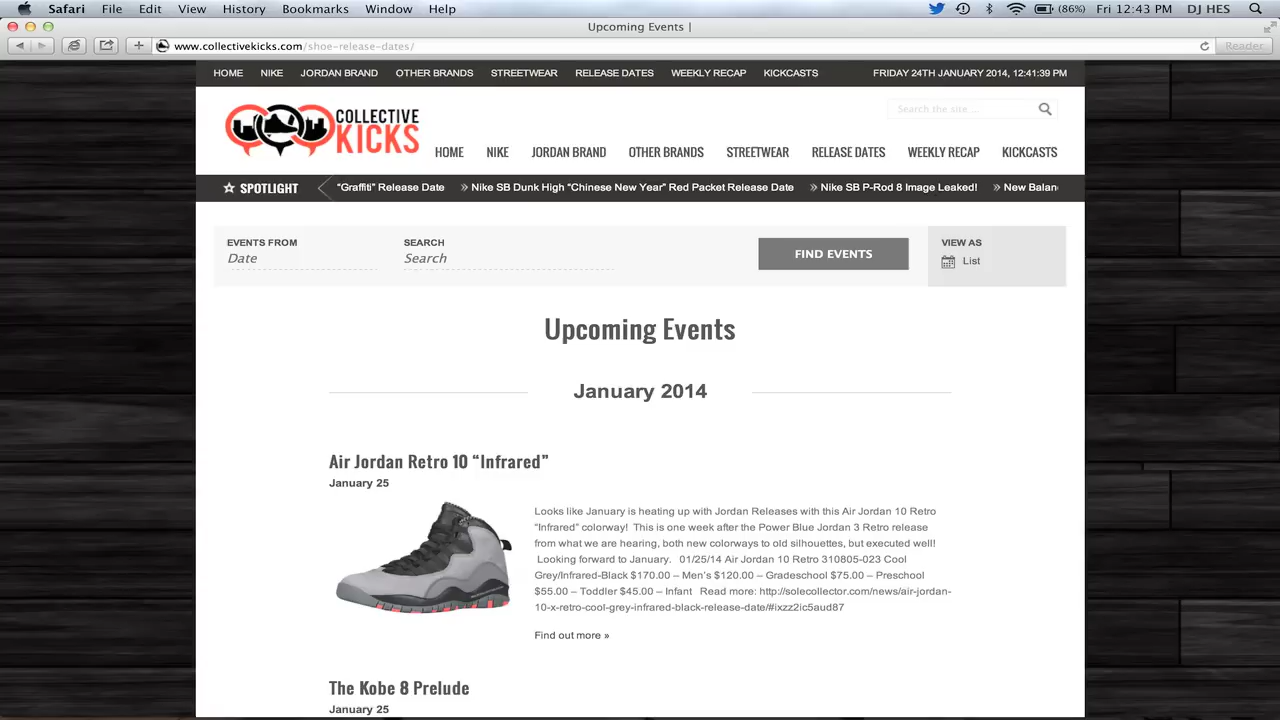 Safari File Edit View History Bookmarks Window Help (86%) Fri 12:43 PM DJ HES
Upcoming Events |
www.collectivekicks.com/shoe-release-dates/ Reader
HOME NIKE JORDAN BRAND OTHER BRANDS STREETWEAR RELEASE DATES WEEKLY RECAP KICKCASTS FRIDAY 24TH JANUARY 2014, 12:41:39 PM
COLLECTIVE
KICKS
Search the site ...
HOME NIKE JORDAN BRAND OTHER BRANDS STREETWEAR RELEASE DATES WEEKLY RECAP KICKCASTS
SPOTLIGHT "Graffiti" Release Date » Nike SB Dunk High "Chinese New Year" Red Packet Release Date » Nike SB P-Rod 8 Image Leaked! » New Balan
EVENTS FROM SEARCH VIEW AS
Date Search FIND EVENTS List
Upcoming Events
January 2014
Air Jordan Retro 10 “Infrared”
January 25
Looks like January is heating up with Jordan Releases with this Air Jordan 10 Retro
“Infrared” colorway! This is one week after the Power Blue Jordan 3 Retro release
from what we are hearing, both new colorways to old silhouettes, but executed well!
Looking forward to January. 01/25/14 Air Jordan 10 Retro 310805-023 Cool
Grey/Infrared-Black $170.00 – Men’s $120.00 – Gradeschool $75.00 – Preschool
$55.00 – Toddler $45.00 – Infant Read more: http://solecollector.com/news/air-jordan-
10-x-retro-cool-grey-infrared-black-release-date/#ixzz2ic5aud87
Find out more »
The Kobe 8 Prelude
January 25